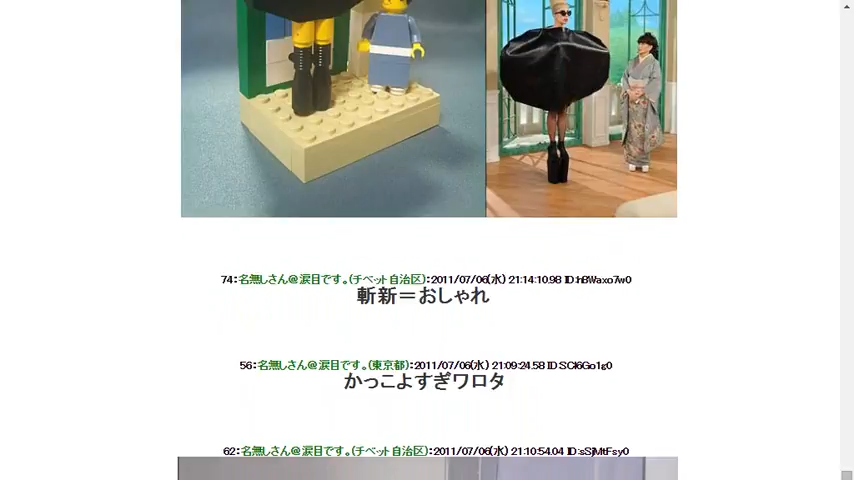 74：名無しさん＠涙目です。(チベット自治区)：2011/07/06(水) 21:14:10.98 ID:hBWaxo7w0
斬新＝おしゃれ
56：名無しさん＠涙目です。(東京都)：2011/07/06(水) 21:09:24.58 ID:SCl6Go1g0
かっこよすぎワロタ
62：名無しさん＠涙目です。(チベット自治区)：2011/07/06(水) 21:10:54.04